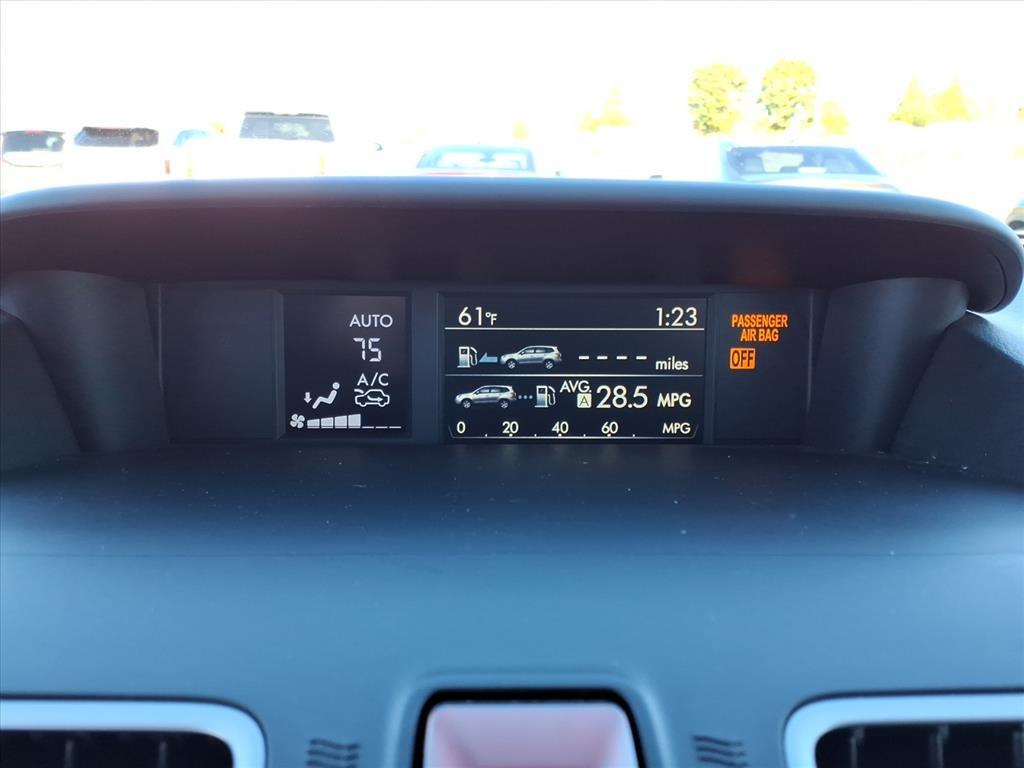 AUTO
75
A/C
61°F 1:23
---- miles
AVG. A 28.5 MPG
0 20 40 60 MPG
PASSENGER
AIR BAG
OFF